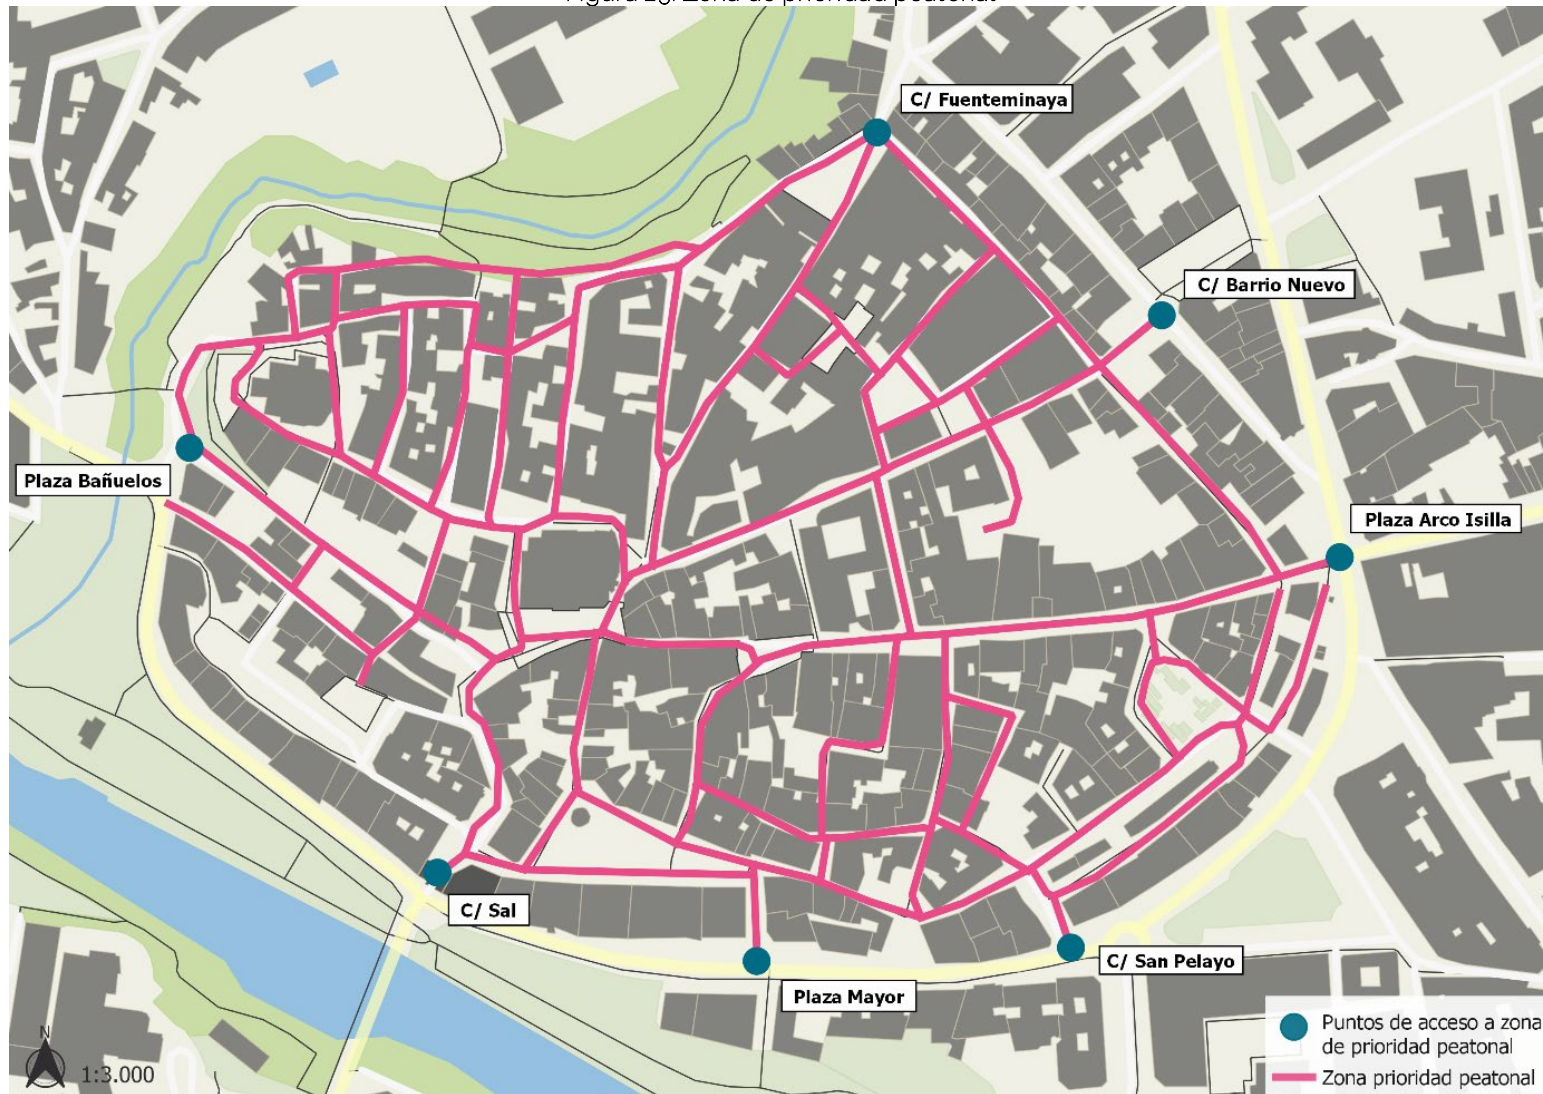 C/ Fuenteminaya
C/ Barrio Nuevo
Plaza Bañuelos
Plaza Arco Isilla
C/ Sal
C/ San Pelayo
Plaza Mayor
Puntos de acceso a zona
de prioridad peatonal
Zona prioridad peatonal
N
1:3.000